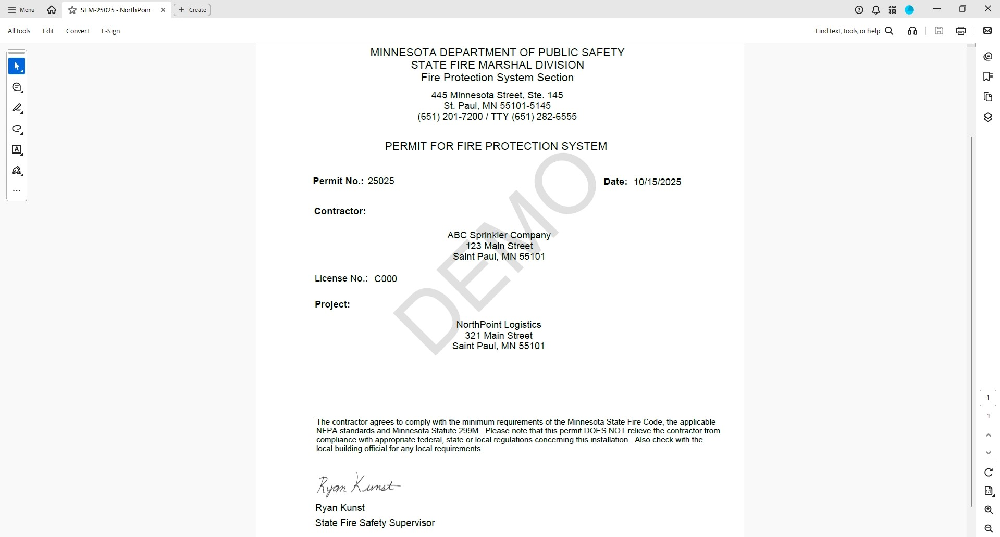 Menu
SFM-25025 - NorthPoin...
Create
All tools
Edit
Convert
E-Sign
Find text, tools, or help
MINNESOTA DEPARTMENT OF PUBLIC SAFETY
STATE FIRE MARSHAL DIVISION
Fire Protection System Section
445 Minnesota Street, Ste. 145
St. Paul, MN 55101-5145
(651) 201-7200 / TTY (651) 282-6555
PERMIT FOR FIRE PROTECTION SYSTEM
Permit No.: 25025
Date: 10/15/2025
Contractor:
ABC Sprinkler Company
123 Main Street
Saint Paul, MN 55101
License No.: C000
Project:
NorthPoint Logistics
321 Main Street
Saint Paul, MN 55101
DEMO
The contractor agrees to comply with the minimum requirements of the Minnesota State Fire Code, the applicable
NFPA standards and Minnesota Statute 299M. Please note that this permit DOES NOT relieve the contractor from
compliance with appropriate federal, state or local regulations concerning this installation. Also check with the
local building official for any local requirements.
Ryan Kunst
Ryan Kunst
State Fire Safety Supervisor
1
1
1:1